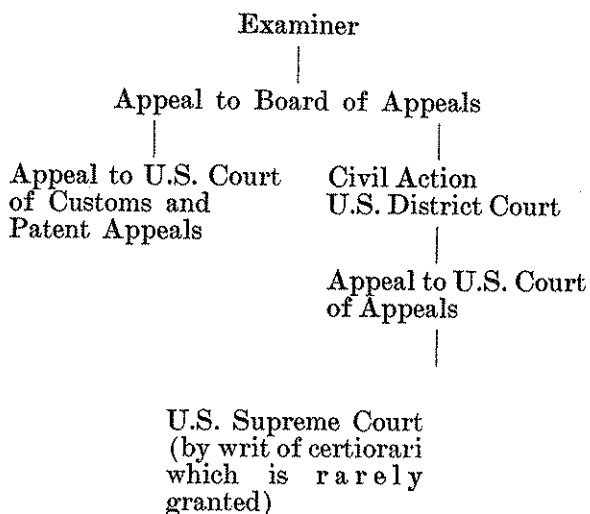 Examiner
Appeal to Board of Appeals
Appeal to U.S. Court
of Customs and
Patent Appeals
Civil Action
U.S. District Court
Appeal to U.S. Court
of Appeals
U.S. Supreme Court
(by writ of certiorari
which is rarely
granted)